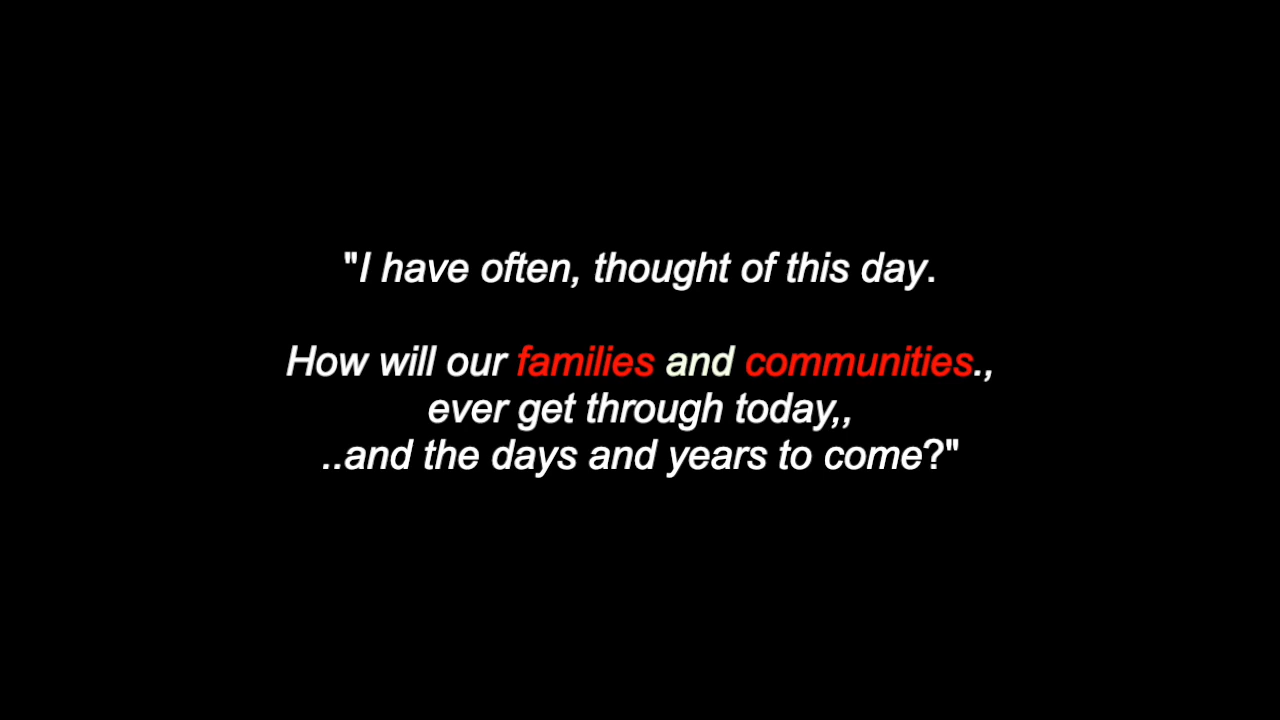 "I have often, thought of this day.
How will our families and communities.,
ever get through today,,
..and the days and years to come?"